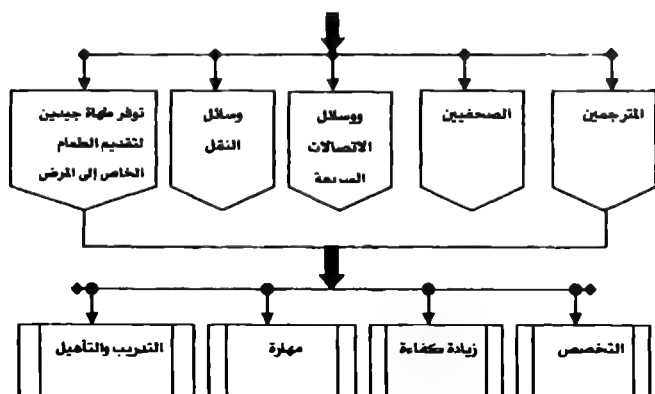 المترجمين
الصحفيين
ووسائل
الاتصالات
السريعة
وسائل
النقل
توفر طهاة جيدين
لتقديم الطعام
الخاص إلى المرض
التخصص
زيادة كفاءة
مهارة
التدريب والتأهيل